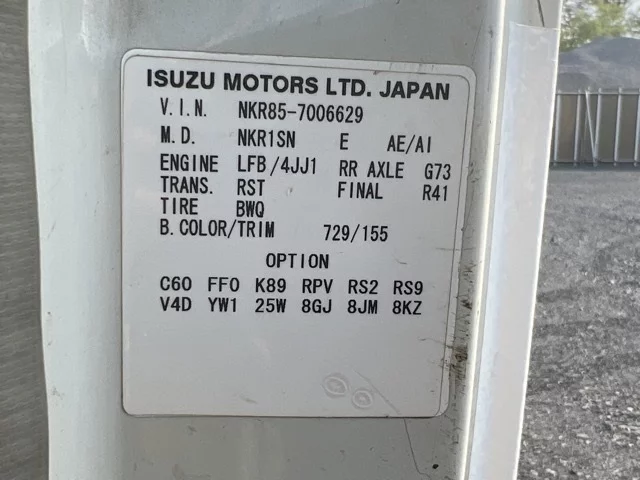 ISUZU MOTORS LTD. JAPAN
V.I.N. NKR85-7006629
M.D. NKR1SN E AE/AI
ENGINE LFB/4JJ1 RR AXLE G73
TRANS. RST FINAL R41
TIRE BWQ
B.COLOR/TRIM 729/155
OPTION
C60 FF0 K89 RPV RS2 RS9
V4D YW1 25W 8GJ 8JM 8KZ